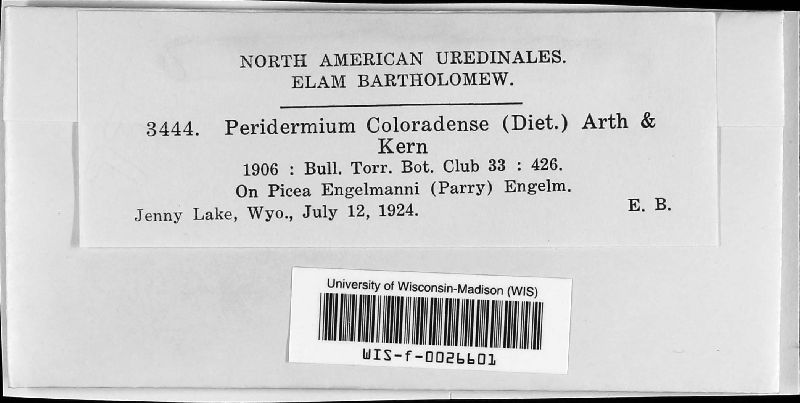 NORTH AMERICAN UREDINALES.
ELAM BARTHOLOMEW.
3444. Peridermium Coloradense (Diet.) Arth &
Kern
1906 : Bull. Torr. Bot. Club 33 : 426.
On Picea Engelmanni (Parry) Engelm.
Jenny Lake, Wyo., July 12, 1924. E. B.
University of Wisconsin-Madison (WIS)
WIS-f-0026601